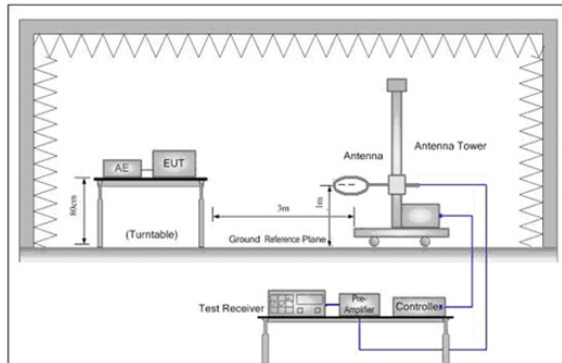 AE
EUT
80cm
(Turntable)
3m
1m
Ground Reference Plane
Antenna
Antenna Tower
Test Receiver
Pre-
Amplifier
Controller